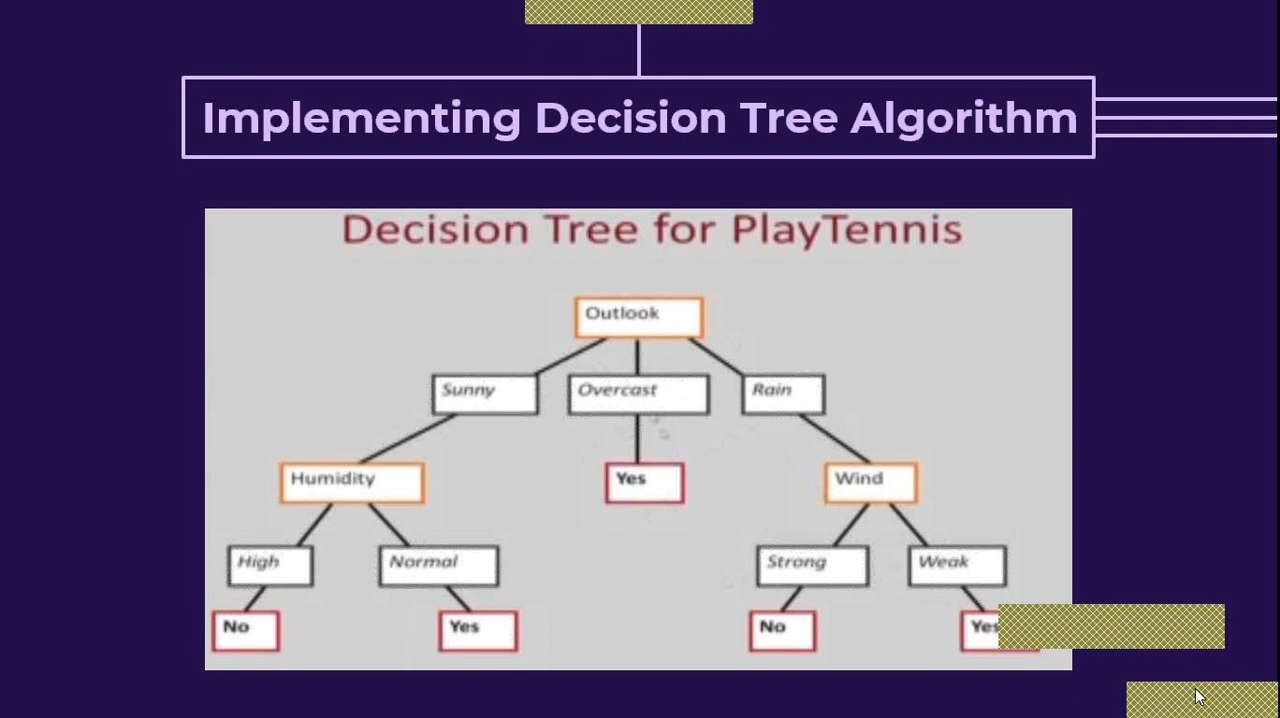 Implementing Decision Tree Algorithm
Decision Tree for PlayTennis
Outlook
Sunny
Overcast
Rain
Humidity
Yes
Wind
High
Normal
Strong
Weak
No
Yes
No
Yes